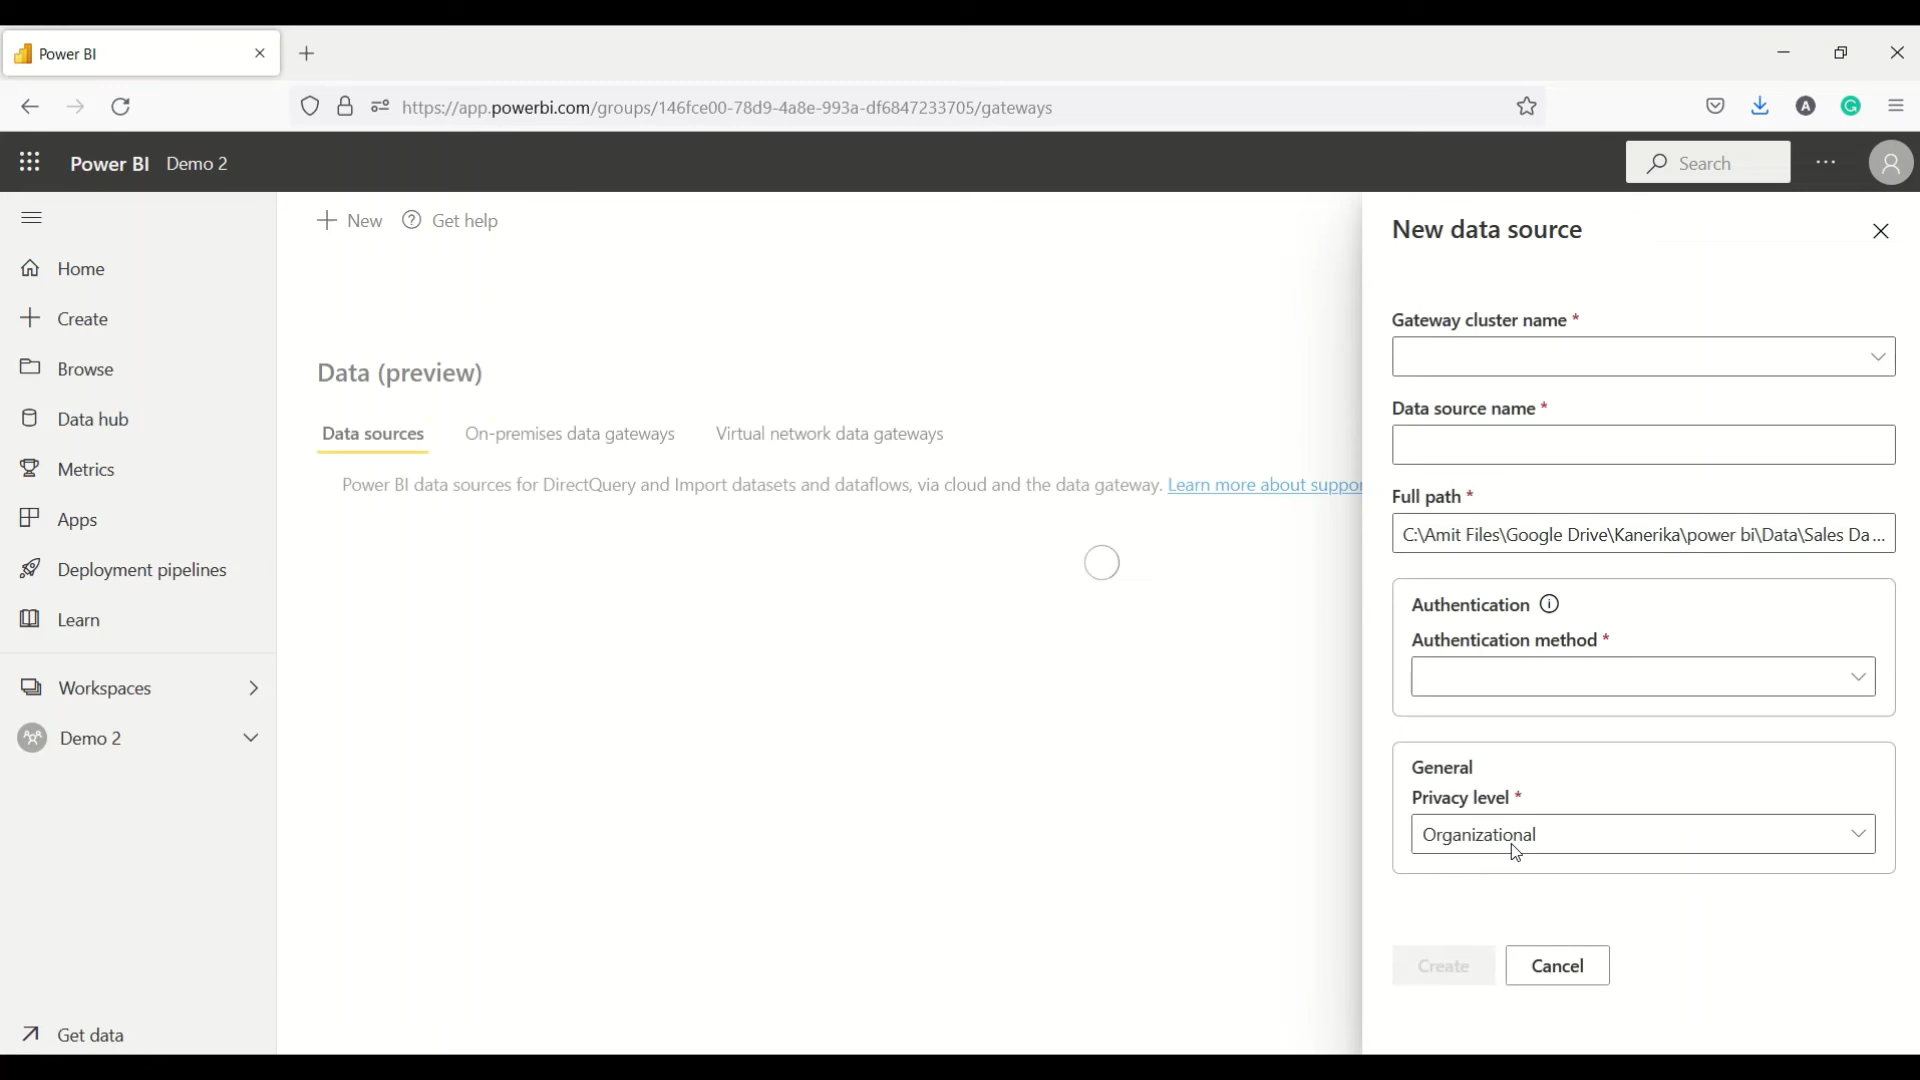 Power BI
https://app.powerbi.com/groups/146fce00-78d9-4a8e-993a-df6847233705/gateways
A
G
Power BI Demo 2
Search
New
Get help
Home
Create
Browse
Data hub
Metrics
Apps
Deployment pipelines
Learn
Workspaces
Demo 2
Get data
Data (preview)
Data sources
On-premises data gateways
Virtual network data gateways
Power BI data sources for DirectQuery and Import datasets and dataflows, via cloud and the data gateway. Learn more about suppor
New data source
Gateway cluster name *
Data source name *
Full path *
C:\Amit Files\Google Drive\Kanerika\power bi\Data\Sales Da...
Authentication
Authentication method *
General
Privacy level *
Organizational
Create
Cancel